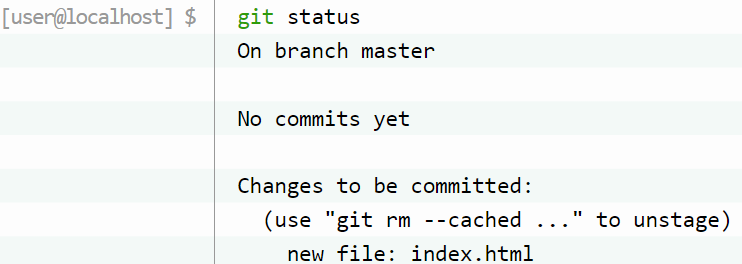 [user@localhost] $ git status
On branch master
No commits yet
Changes to be committed:
(use "git rm --cached ..." to unstage)
new file: index.html